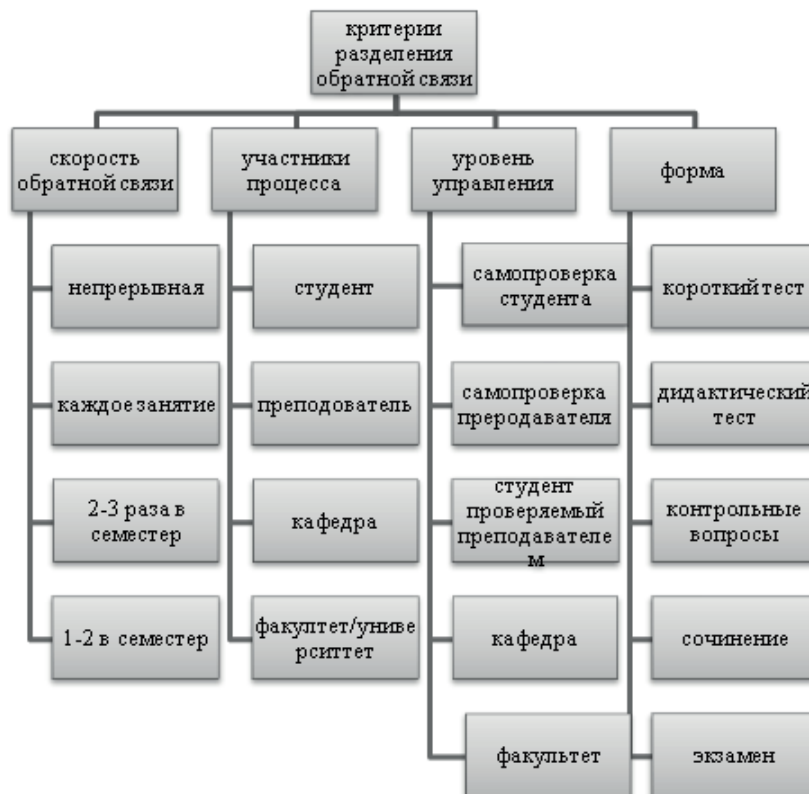 критерии
разделения
обратной связи
скорость
обратной связи
непрерывная
каждое занятие
2-3 раза в
семестер
1-2 в семестер
участники
процесса
студент
преподователь
кафедра
факултет/униве
рситтет
уровень
управления
самопроверка
студента
самопроверка
преродавателя
студент
проверяемый
преподавателе
м
кафедра
факультет
форма
короткий тест
дидактический
тест
контрольные
вопросы
сочинение
экзамен